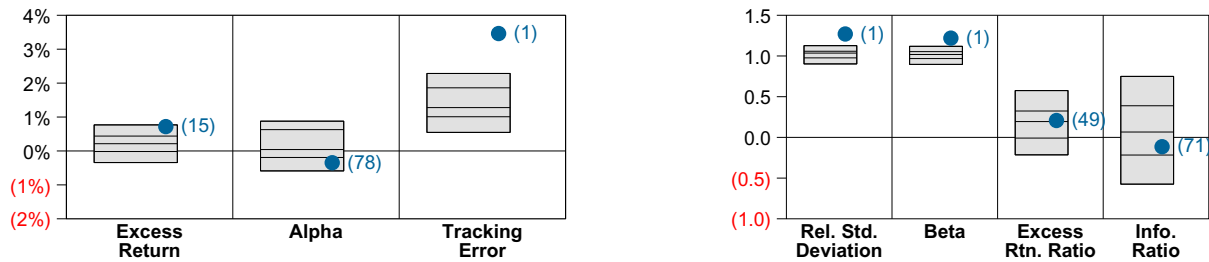 4%
3%
2%
1%
0%
(1%)
(2%)
(15)
(78)
(1)
Excess
Return
Alpha
Tracking
Error
1.5
1.0
0.5
0.0
(0.5)
(1.0)
(1)
(1)
(49)
(71)
Rel. Std.
Deviation
Beta
Excess
Rtn. Ratio
Info.
Ratio